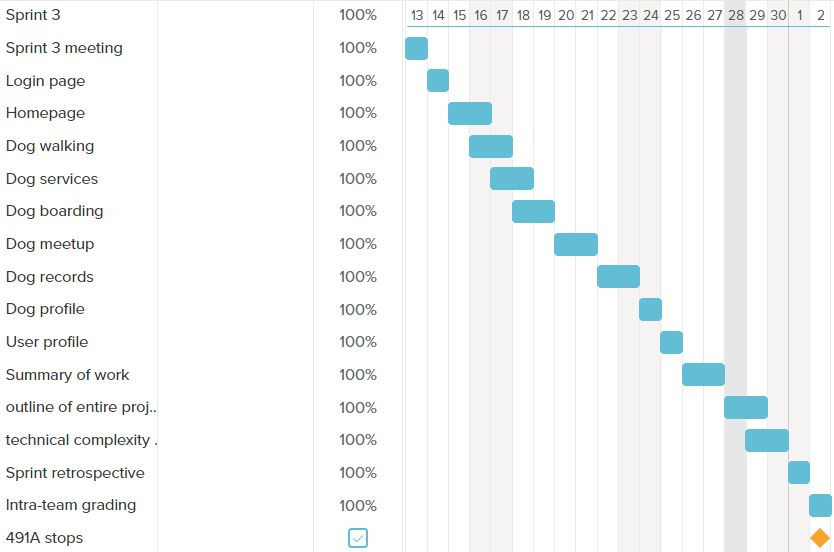 Sprint 3 100% 13 14 15 16 17 18 19 20 21 22 23 24 25 26 27 28 29 30 1 2
Sprint 3 meeting 100%
Login page 100%
Homepage 100%
Dog walking 100%
Dog services 100%
Dog boarding 100%
Dog meetup 100%
Dog records 100%
Dog profile 100%
User profile 100%
Summary of work 100%
outline of entire proj.. 100%
technical complexity . 100%
Sprint retrospective 100%
Intra-team grading 100%
491A stops